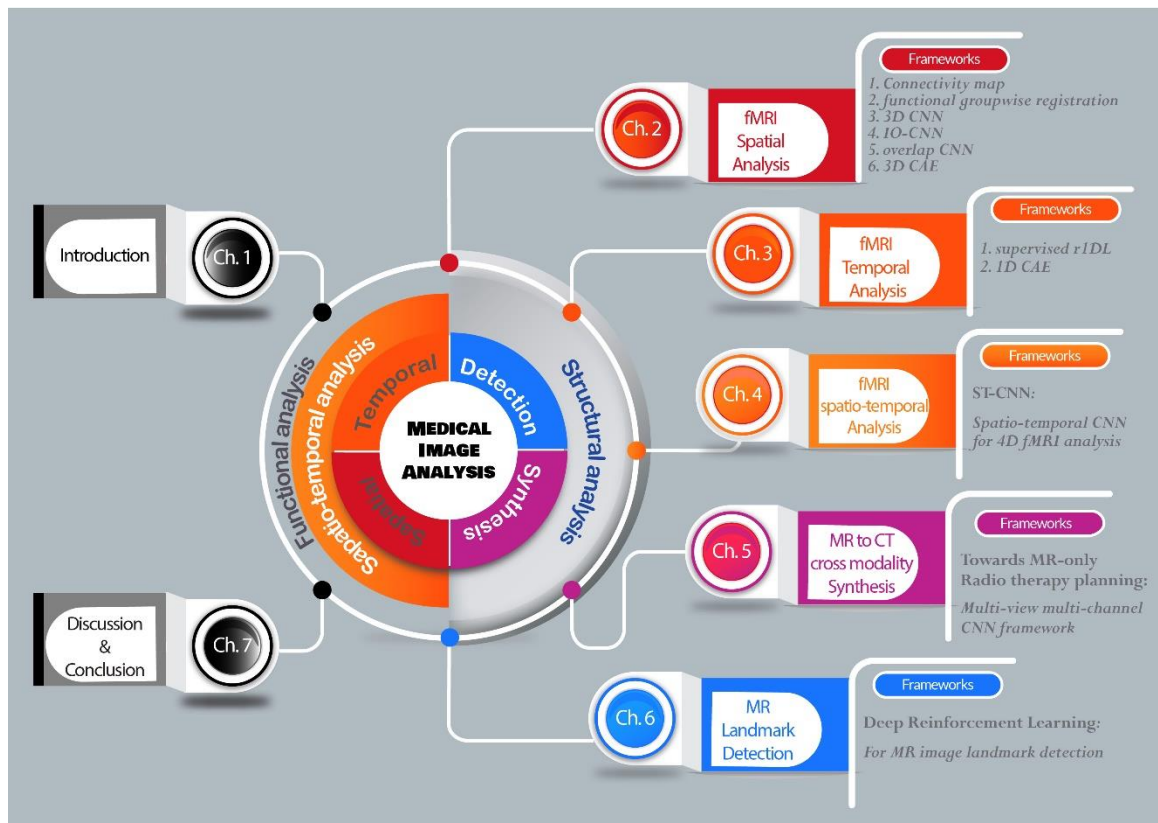 Introduction
Ch. 1
Ch. 2
fMRI
Spatial
Analysis
Frameworks
1. Connectivity map
2. functional groupwise registration
3. 3D CNN
4. IO-CNN
5. overlap CNN
6. 3D CAE
Ch. 3
fMRI
Temporal
Analysis
Frameworks
1. supervised r1DL
2. 1D CAE
Ch. 4
fMRI
spatio-temporal
Analysis
Frameworks
ST-CNN:
Spatio-temporal CNN
for 4D fMRI analysis
Ch. 5
MR to CT
cross modality
Synthesis
Frameworks
Towards MR-only
Radio therapy planning:
Multi-view multi-channel
CNN framework
Ch. 6
MR
Landmark
Detection
Frameworks
Deep Reinforcement Learning:
For MR image landmark detection
Discussion
&
Conclusion
Ch. 7
Functional analysis
Sapatio-temporal analysis
Temporal
Sapatial
Detection
Synthesis
Structural analysis
MEDICAL
IMAGE
ANALYSIS